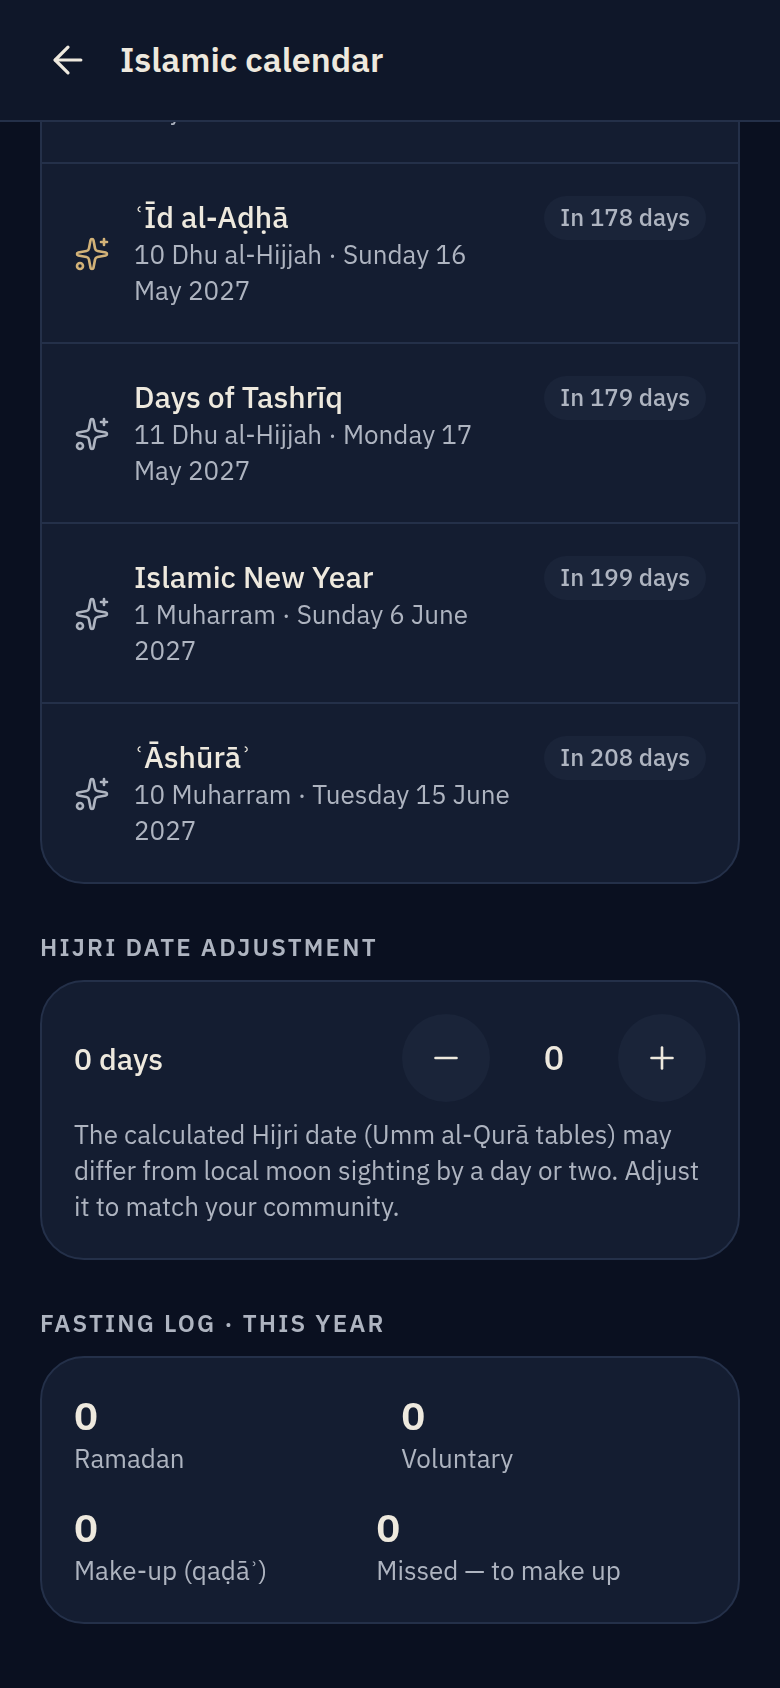 Islamic calendar
ʿĪd al-Aḍḥā
In 178 days
10 Dhu al-Hijjah · Sunday 16
May 2027
Days of Tashrīq
In 179 days
11 Dhu al-Hijjah · Monday 17
May 2027
Islamic New Year
In 199 days
1 Muharram · Sunday 6 June
2027
ʿĀshūrāʾ
In 208 days
10 Muharram · Tuesday 15 June
2027
HIJRI DATE ADJUSTMENT
0 days
0
The calculated Hijri date (Umm al-Qurā tables) may
differ from local moon sighting by a day or two. Adjust
it to match your community.
FASTING LOG · THIS YEAR
0
Ramadan
0
Voluntary
0
Make-up (qaḍāʾ)
0
Missed — to make up